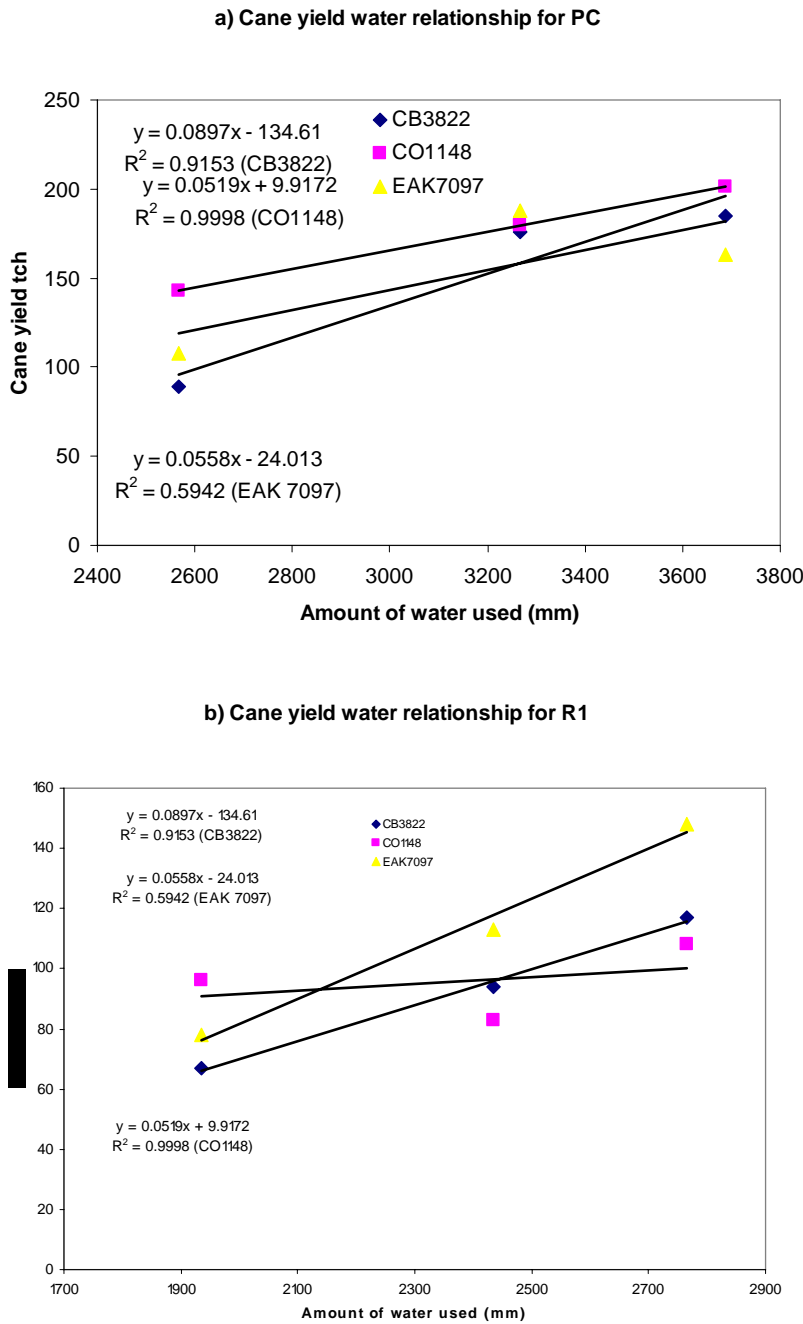 a) Cane yield water relationship for PC
y = 0.0897x - 134.61
R² = 0.9153 (CB3822)
y = 0.0519x + 9.9172
R² = 0.9998 (CO1148)
CB3822
CO1148
EAK7097
y = 0.0558x - 24.013
R² = 0.5942 (EAK 7097)
250
200
150
100
50
0
Cane yield tch
2400 2600 2800 3000 3200 3400 3600 3800
Amount of water used (mm)
b) Cane yield water relationship for R1
y = 0.0897x - 134.61
R² = 0.9153 (CB3822)
y = 0.0558x - 24.013
R² = 0.5942 (EAK 7097)
CB3822
CO1148
EAK7097
y = 0.0519x + 9.9172
R² = 0.9998 (CO1148)
160
140
120
100
80
60
40
20
0
1700 1900 2100 2300 2500 2700 2900
Amount of water used (mm)